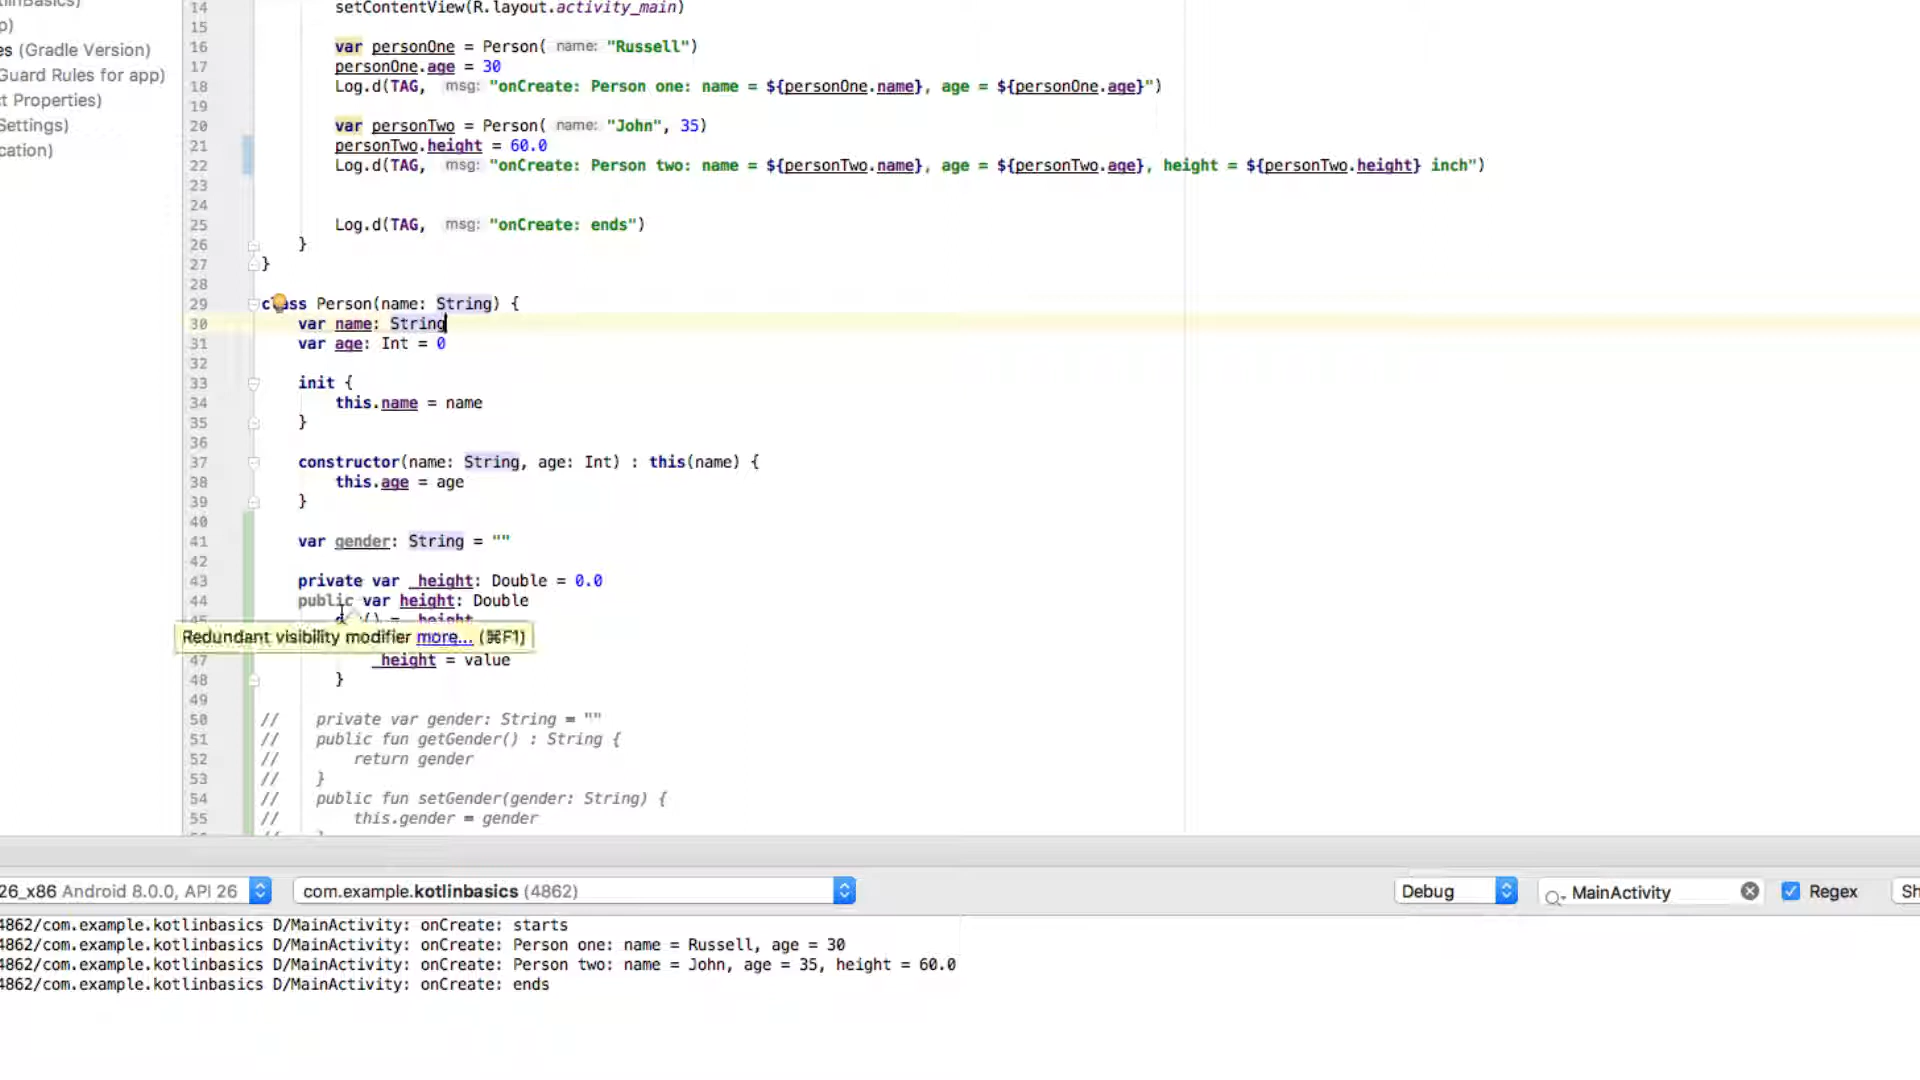 tlinBasics)
p)
es (Gradle Version)
Guard Rules for app)
t Properties)
Settings)
cation)
14 setContentView(R.layout.activity_main)
15
16 var personOne = Person( name: "Russell")
17 personOne.age = 30
18 Log.d(TAG, msg: "onCreate: Person one: name = ${personOne.name}, age = ${personOne.age}")
19
20 var personTwo = Person( name: "John", 35)
21 personTwo.height = 60.0
22 Log.d(TAG, msg: "onCreate: Person two: name = ${personTwo.name}, age = ${personTwo.age}, height = ${personTwo.height} inch")
23
24
25 Log.d(TAG, msg: "onCreate: ends")
26 }
27 }
28
29 class Person(name: String) {
30 var name: String
31 var age: Int = 0
32
33 init {
34 this.name = name
35 }
36
37 constructor(name: String, age: Int) : this(name) {
38 this.age = age
39 }
40
41 var gender: String = ""
42
43 private var _height: Double = 0.0
44 public var height: Double
45 () = _height
Redundant visibility modifier more... (⌘F1)
47 _height = value
48 }
49
50 // private var gender: String = ""
51 // public fun getGender() : String {
52 // return gender
53 // }
54 // public fun setGender(gender: String) {
55 // this.gender = gender
26_x86 Android 8.0.0, API 26 com.example.kotlinbasics (4862) Debug MainActivity Regex Sh
4862/com.example.kotlinbasics D/MainActivity: onCreate: starts
4862/com.example.kotlinbasics D/MainActivity: onCreate: Person one: name = Russell, age = 30
4862/com.example.kotlinbasics D/MainActivity: onCreate: Person two: name = John, age = 35, height = 60.0
4862/com.example.kotlinbasics D/MainActivity: onCreate: ends